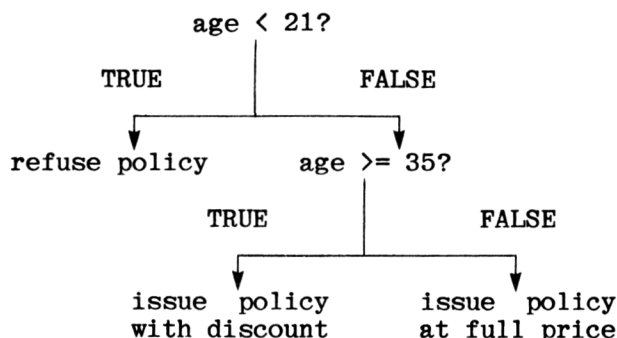 age < 21?
TRUE FALSE
refuse policy age >= 35?
TRUE FALSE
issue policy issue policy
with discount at full price